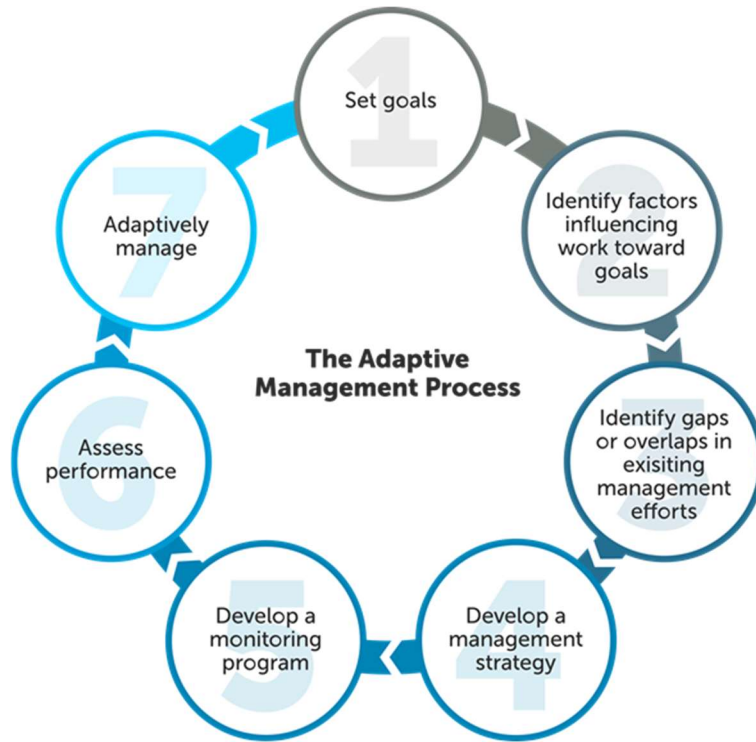 1
Set goals
2
Identify factors
influencing
work toward
goals
3
Identify gaps
or overlaps in
exisiting
management
efforts
4
Develop a
management
strategy
5
Develop a
monitoring
program
6
Assess
performance
7
Adaptively
manage
The Adaptive
Management Process